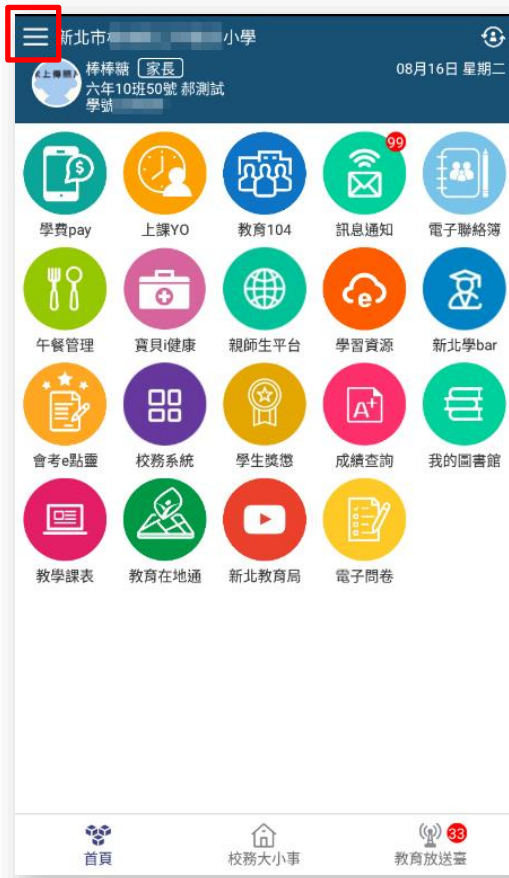 新北市 小學
棒棒糖 家長 08月16日 星期二
六年10班50號 郝測試
學號
99
學費pay 上課YO 教育104 訊息通知 電子聯絡簿
午餐管理 寶貝i健康 親師生平台 學習資源 新北學bar
會考e點靈 校務系統 學生獎懲 成績查詢 我的圖書館
教學課表 教育在地通 新北教育局 電子問卷
33
首頁 校務大小事 教育放送臺